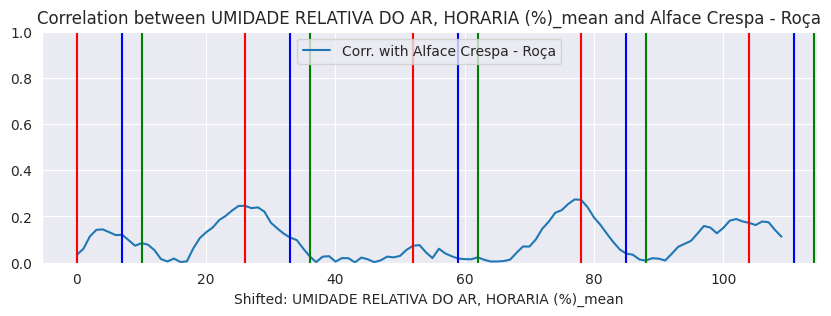 Correlation between UMIDADE RELATIVA DO AR, HORARIA (%)_mean and Alface Crespa - Roça
1.0
Corr. with Alface Crespa - Roça
0.8
0.6
0.4
0.2
0.0
0 20 40 60 80 100
Shifted: UMIDADE RELATIVA DO AR, HORARIA (%)_mean